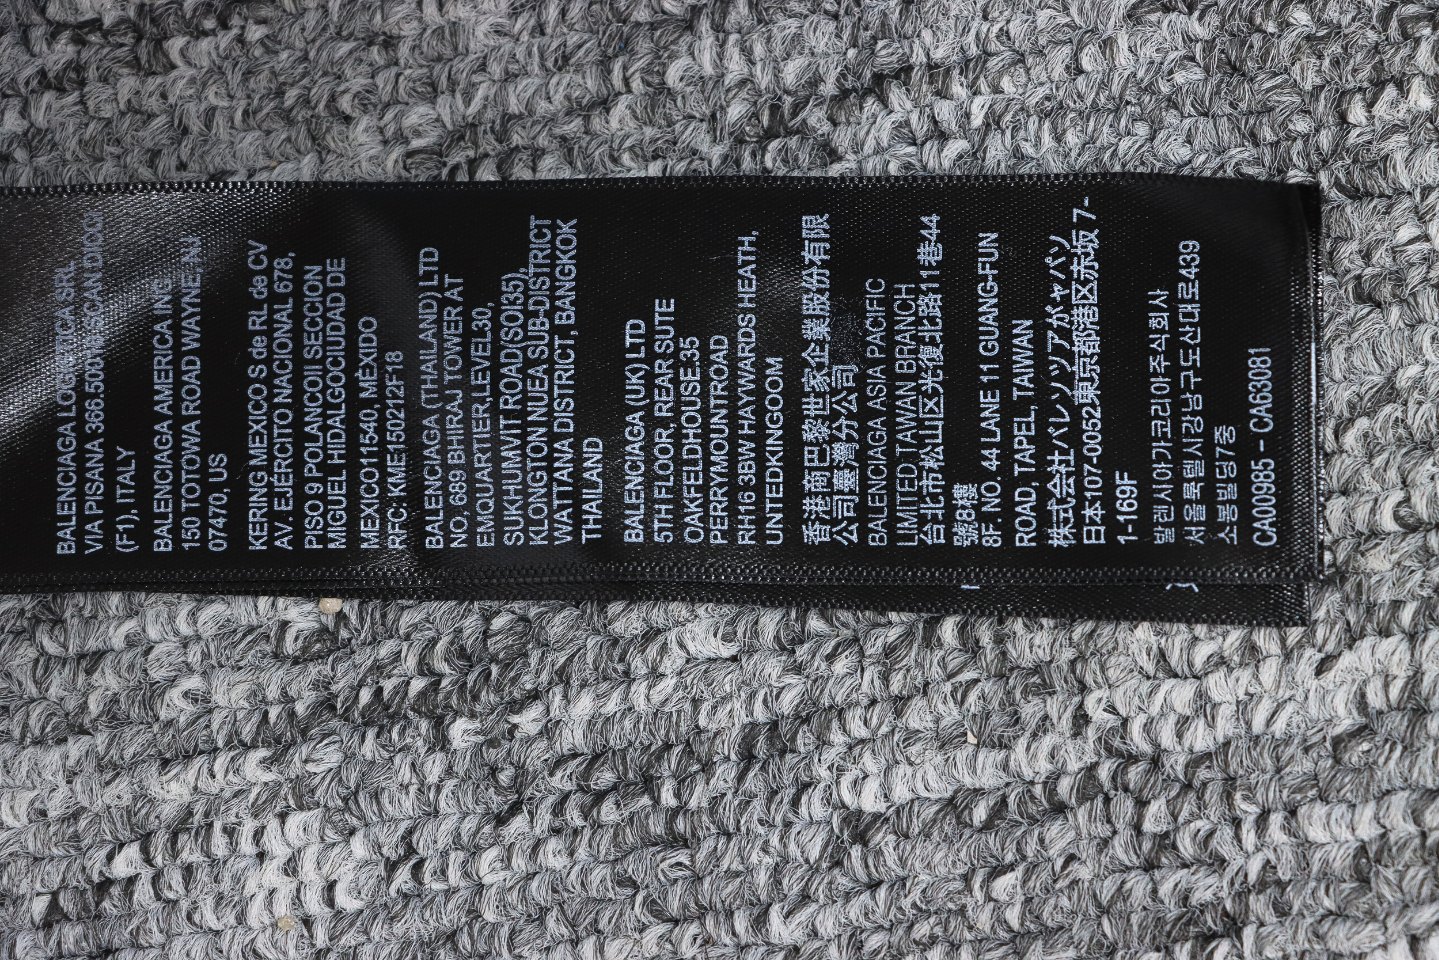 BALENCIAGA LOGISTICA SRL
VIA PISANA 366.50018 SCANDICCI
(F1), ITALY
BALENCIAGA AMERICA ING.
150 TOTOWA ROAD WAYNE,NJ
07470, US
KERING MEXICO S de RL de CV
AV. EJÉRCITO NACIONAL 678,
PISO 9 POLANCOII SECCION
MIGUEL HIDALGOCIUDAD DE
MEXICO11540, MÉXIDO
RFC: KME150212F18
BALENCIAGA (THAILAND) LTD
NO, 689 BHIRAJ TOWER AT
EMQUARTIER,LEVEL30,
SUKHUMVIT ROAD(SOI35),
KLONGTON NUEA SUB-DISTRICT
WATTANA DISTRICT, BANGKOK
THAILAND
BALENCIAGA (UK) LTD
5TH FLOOR, REAR SUTE
OAKFELDHOUSE.35
PERRYMOUNTROAD
RH16 3BW HAYWARDS HEATH,
UNTEDKINGOOM
香港商巴黎世家企業股份有限
公司臺灣分公司
BALENCIAGA ASIA PACIFIC
LIMITED TAWAN BRANCH
台北市松山区光復北路11巷44
號8樓
8F. NO. 44 LANE 11 GUANG-FUN
ROAD, TAPEL, TAIWAN
株式会社バレンツアがャパソ
日本107-0052東京都港区赤坂 7-
1-169F
발렌시아가코리아주식회사
서울특텔시강남구도산대로439
소봉빌딩7중
CA00985 - CA63081